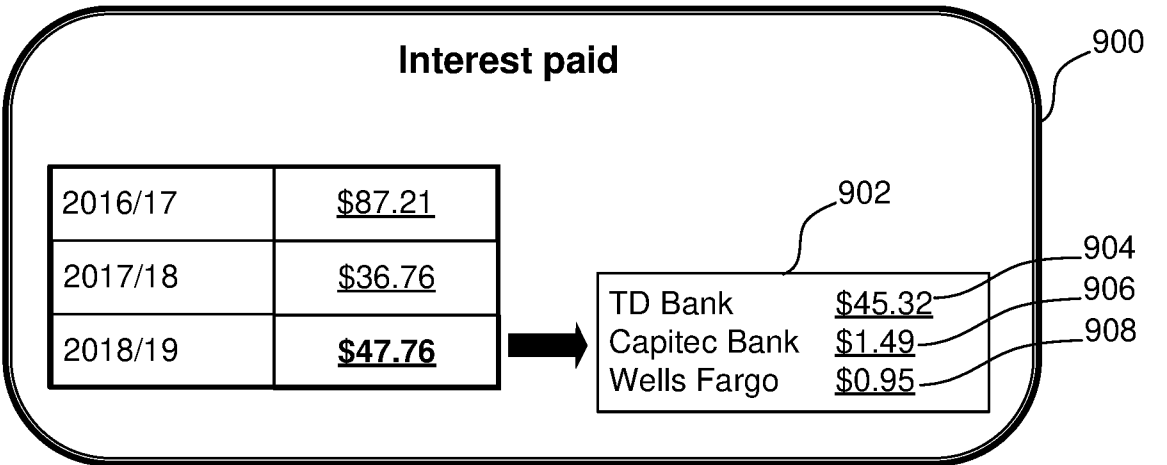 Interest paid
900
2016/17 $87.21
2017/18 $36.76
2018/19 $47.76
902
TD Bank $45.32
Capitec Bank $1.49
Wells Fargo $0.95
904
906
908